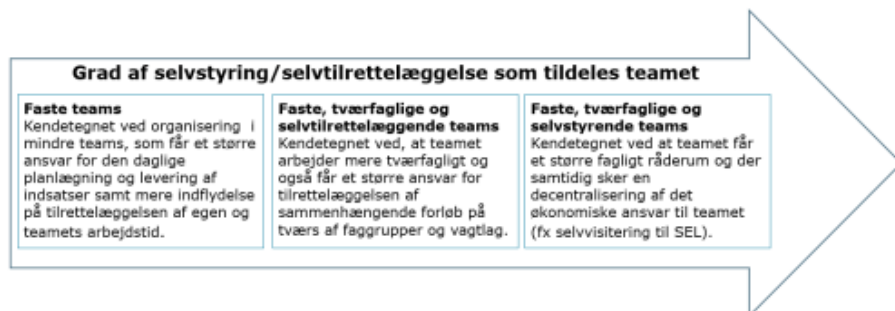 Grad af selvstyring/selvtilrettelæggelse som tildeles teamet
Faste teams
Kendetegnet ved organisering i
mindre teams, som får et større
ansvar for den daglige
planlægning og levering af
indsatser samt mere indflydelse
på tilrettelæggelsen af egen og
teamets arbejdstid.
Faste, tværfaglige og
selvtilrettelæggende teams
Kendetegnet ved, at teamet
arbejder mere tværfagligt og
også får et større ansvar for
tilrettelæggelsen af
sammenhængende forløb på
tværs af faggrupper og vagtlag.
Faste, tværfaglige og
selvstyrende teams
Kendetegnet ved at teamet får
et større fagligt råderum og der
samtidig sker en
decentralisering af det
økonomiske ansvar til teamet
(fx selvvisitering til SEL).